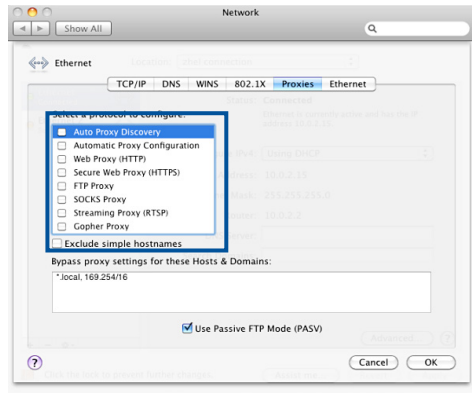 Network
Show All
Ethernet
TCP/IP DNS WINS 802.1X Proxies Ethernet
Select a protocol to configure:
Auto Proxy Discovery
Automatic Proxy Configuration
Web Proxy (HTTP)
Secure Web Proxy (HTTPS)
FTP Proxy
SOCKS Proxy
Streaming Proxy (RTSP)
Gopher Proxy
Exclude simple hostnames
Bypass proxy settings for these Hosts & Domains:
*.local, 169.254/16
Use Passive FTP Mode (PASV)
Advanced...
?
Cancel OK